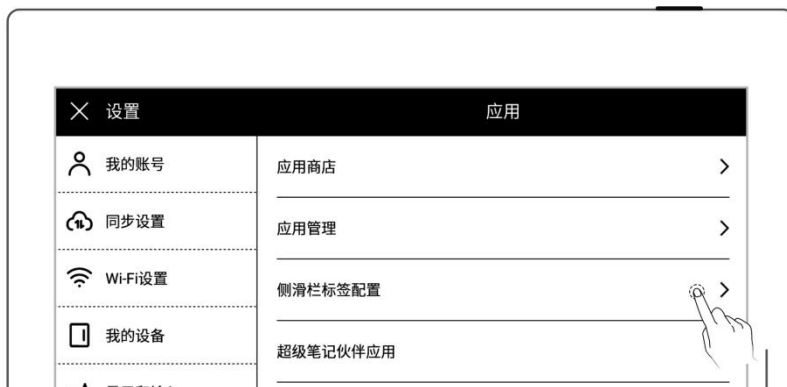 设置
应用
我的账号
同步设置
Wi-Fi设置
我的设备
应用商店
应用管理
侧滑栏标签配置
超级笔记伙伴应用